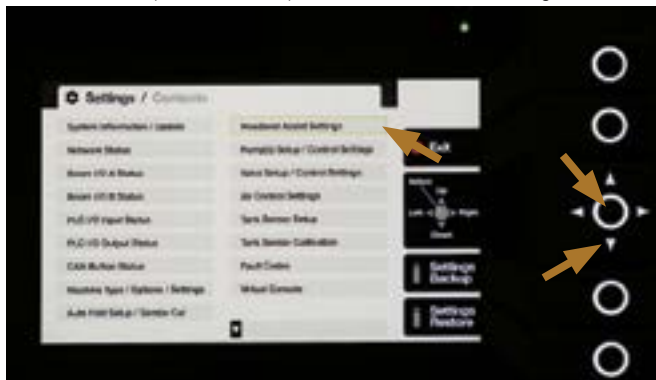 Settings / Contents
System Information / Update
Network Status
Boom I/O A Status
Boom I/O B Status
PLC I/O Input Status
PLC I/O Output Status
CAN Button Status
Machine Type / Options / Settings
Auto Fold Setup / Sensor Cal
Headland Assist Settings
Pump(s) Setup / Control Settings
Valve Setup / Control Settings
Air Control Settings
Tank Sensor Setup
Tank Sensor Calibration
Fault Codes
Virtual Console
Exit
Up
Left
Right
Down
Settings
Backup
Settings
Restore